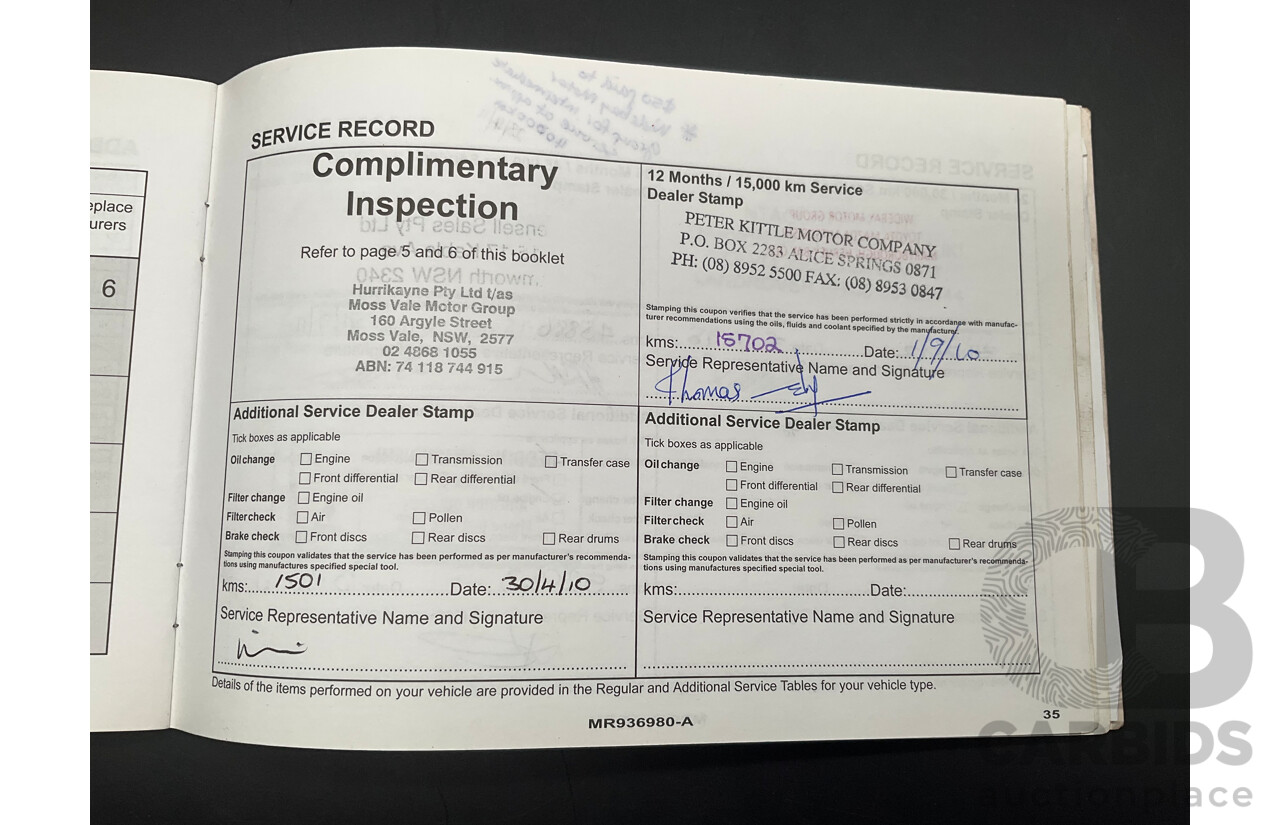 eplace
urers
6
SERVICE RECORD
Complimentary
Inspection
Refer to page 5 and 6 of this booklet
Hurrikayne Pty Ltd t/as
Moss Vale Motor Group
160 Argyle Street
Moss Vale, NSW, 2577
02 4868 1055
ABN: 74 118 744 915
Additional Service Dealer Stamp
Tick boxes as applicable
Oil change Engine Transmission Transfer case
Front differential Rear differential
Filter change Engine oil
Filter check Air Pollen
Brake check Front discs Rear discs Rear drums
Stamping this coupon validates that the service has been performed as per manufacturer's recommenda-
tions using manufactures specified special tool.
kms: 1501 Date: 30/4/10
Service Representative Name and Signature
12 Months / 15,000 km Service
Dealer Stamp
PETER KITTLE MOTOR COMPANY
P.O. BOX 2283 ALICE SPRINGS 0871
PH: (08) 8952 5500 FAX: (08) 8953 0847
Stamping this coupon verifies that the service has been performed strictly in accordance with manufac-
turer recommendations using the oils, fluids and coolant specified by the manufacturer.
kms: 15702 Date: 1/9/10
Service Representative Name and Signature
Thomas
Additional Service Dealer Stamp
Tick boxes as applicable
Oil change Engine Transmission Transfer case
Front differential Rear differential
Filter change Engine oil
Filter check Air Pollen
Brake check Front discs Rear discs Rear drums
Stamping this coupon validates that the service has been performed as per manufacturer's recommenda-
tions using manufactures specified special tool.
kms: Date:
Service Representative Name and Signature
Details of the items performed on your vehicle are provided in the Regular and Additional Service Tables for your vehicle type.
MR936980-A
35
CB
CARBIDS
auctionplace